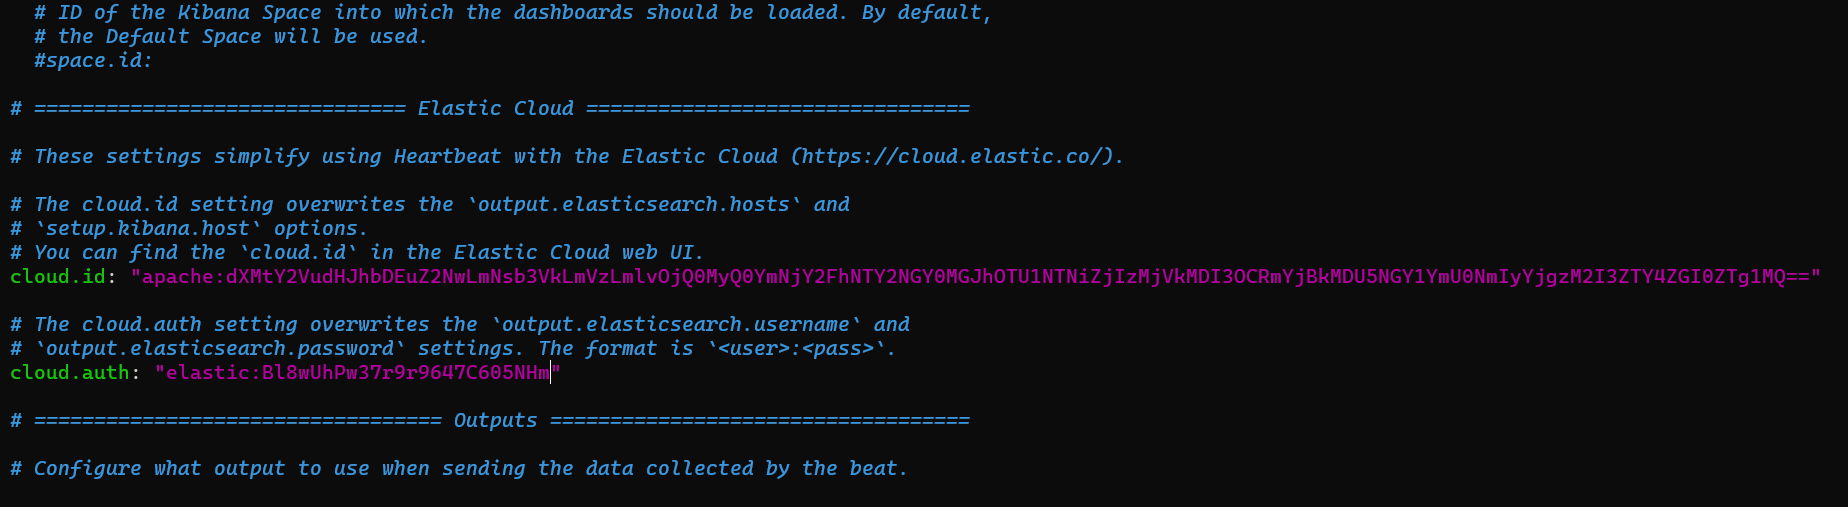 # ID of the Kibana Space into which the dashboards should be loaded. By default,
# the Default Space will be used.
#space.id:
# =============================== Elastic Cloud ================================
# These settings simplify using Heartbeat with the Elastic Cloud (https://cloud.elastic.co/).
# The cloud.id setting overwrites the `output.elasticsearch.hosts` and
# `setup.kibana.host` options.
# You can find the `cloud.id` in the Elastic Cloud web UI.
cloud.id: "apache:dXMtY2VudHJhbDEuZ2NwLmNsb3VkLmVzLmlvOjQ0MyQ0YmNjY2FhNTY2NGY0MGJhOTU1NTNiZjIzMjVkMDI3OCRmYjBkMDU5NGY1YmU0NmIyYjgzM2I3ZTY4ZGI0ZTg1MQ=="
# The cloud.auth setting overwrites the `output.elasticsearch.username` and
# `output.elasticsearch.password` settings. The format is `<user>:<pass>`.
cloud.auth: "elastic:Bl8wUhPw37r9r9647C605NHm"
# ================================== Outputs ===================================
# Configure what output to use when sending the data collected by the beat.